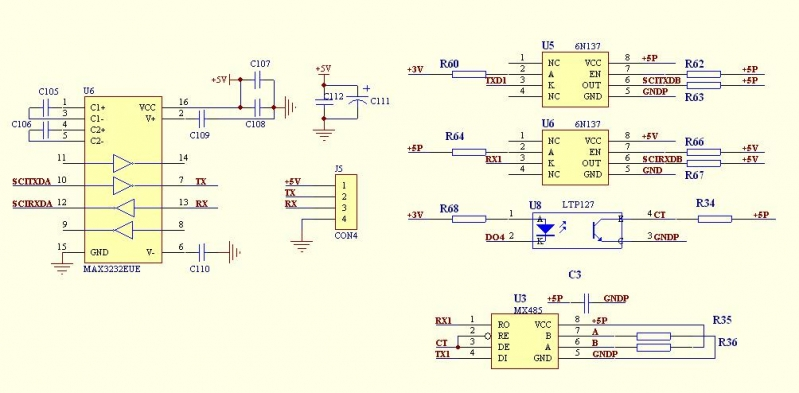 U6
C105
C106
1
3
4
5
C1+
C1-
C2+
C2-
VCC
V+
16
2
+5V
C107
C108
C109
+5V
C112
C111
11
14
SCITXDA
10
7
TX
SCIRXDA
12
13
RX
9
8
15
GND
V-
6
C110
MAX3232EUE
J5
+5V
1
TX
2
RX
3
4
CON4
U5
6N137
+3V
R60
TXD1
1
2
3
4
NC
A
K
NC
VCC
EN
OUT
GND
8
7
6
5
+5P
R62
+5P
SCITXDB
+5P
GNDP
R63
U6
6N137
+5P
R64
RX1
1
2
3
4
NC
A
K
NC
VCC
EN
OUT
GND
8
7
6
5
+5V
R66
+5V
SCIRXDB
+5V
GND
R67
U8
LTP127
+3V
R68
1
A
E
4
CT
R34
+5P
DO4
2
K
C
3
GNDP
C3
+5P
GNDP
U3
MX485
RX1
1
2
CT
3
TX1
4
RO
RE
DE
DI
VCC
B
A
GND
8
7
6
5
+5P
A
B
GNDP
R35
R36